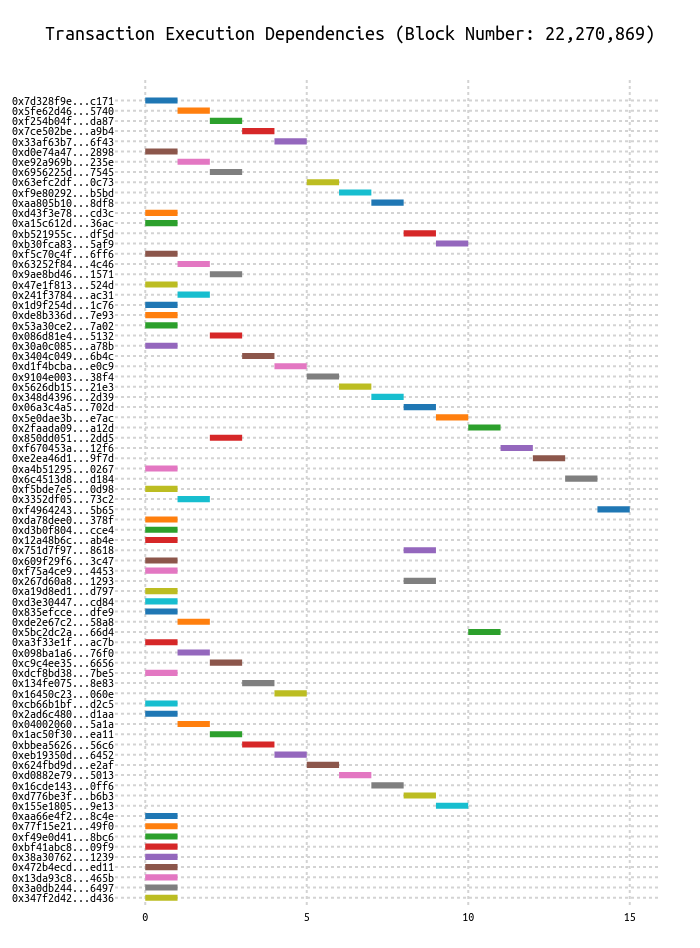 Transaction Execution Dependencies (Block Number: 22,270,869)
0x7d328f9e...c171
0x5fe62d46...5740
0xf254b04f...da87
0x7ce502be...a9b4
0x33af63b7...6f43
0xd0e74a47...2898
0xe92a969b...235e
0x6956225d...7545
0x63efc2df...0c73
0xf9e80292...b5bd
0xaa805b10...8df8
0xd43f3e78...cd3c
0xa15c612d...36ac
0xb521955c...df5d
0xb30fca83...5af9
0xf5c70c4f...6ff6
0x63252f84...4c46
0x9ae8bd46...1571
0x47e1f813...524d
0x241f3784...ac31
0x1d9f254d...1c76
0xde8b336d...7e93
0x53a30ce2...7a02
0x086d81e4...5132
0x30a0c085...a78b
0x3404c049...6b4c
0xd1f4bcba...e0c9
0x9104e003...38f4
0x5626db15...21e3
0x348d4396...2d39
0x06a3c4a5...702d
0x5e0dae3b...e7ac
0x2faada09...a12d
0x850dd051...2dd5
0xf670453a...12f6
0xe2ea46d1...9f7d
0xa4b51295...0267
0x6c4513d8...d184
0xf5bde7e5...0d98
0x3352df05...73c2
0xf4964243...5b65
0xda78dee0...378f
0xd3b0f804...cce4
0x12a48b6c...ab4e
0x751d7f97...8618
0x609f29f6...3c47
0xf75a4ce9...4453
0x267d60a8...1293
0xa19d8ed1...d797
0xd3e30447...cd84
0x835efcce...dfe9
0xde2e67c2...58a8
0x5bc2dc2a...66d4
0xa3f33e1f...ac7b
0x098ba1a6...76f0
0xc9c4ee35...6656
0xdcf8bd38...7be5
0x134fe075...8e83
0x16450c23...060e
0xcb66b1bf...d2c5
0x2ad6c480...d1aa
0x04002060...5a1a
0x1ac50f30...ea11
0xbbea5626...56c6
0xeb19350d...6452
0x624fbd9d...e2af
0xd0882e79...5013
0x16cde143...0ff6
0xd776be3f...b6b3
0x155e1805...9e13
0xaa66e4f2...8c4e
0x77f15e21...49f0
0xf49e0d41...8bc6
0xbf41abc8...09f9
0x38a30762...1239
0x472b4ecd...ed11
0x13da93c8...465b
0x3a0db244...6497
0x347f2d42...d436
0 5 10 15